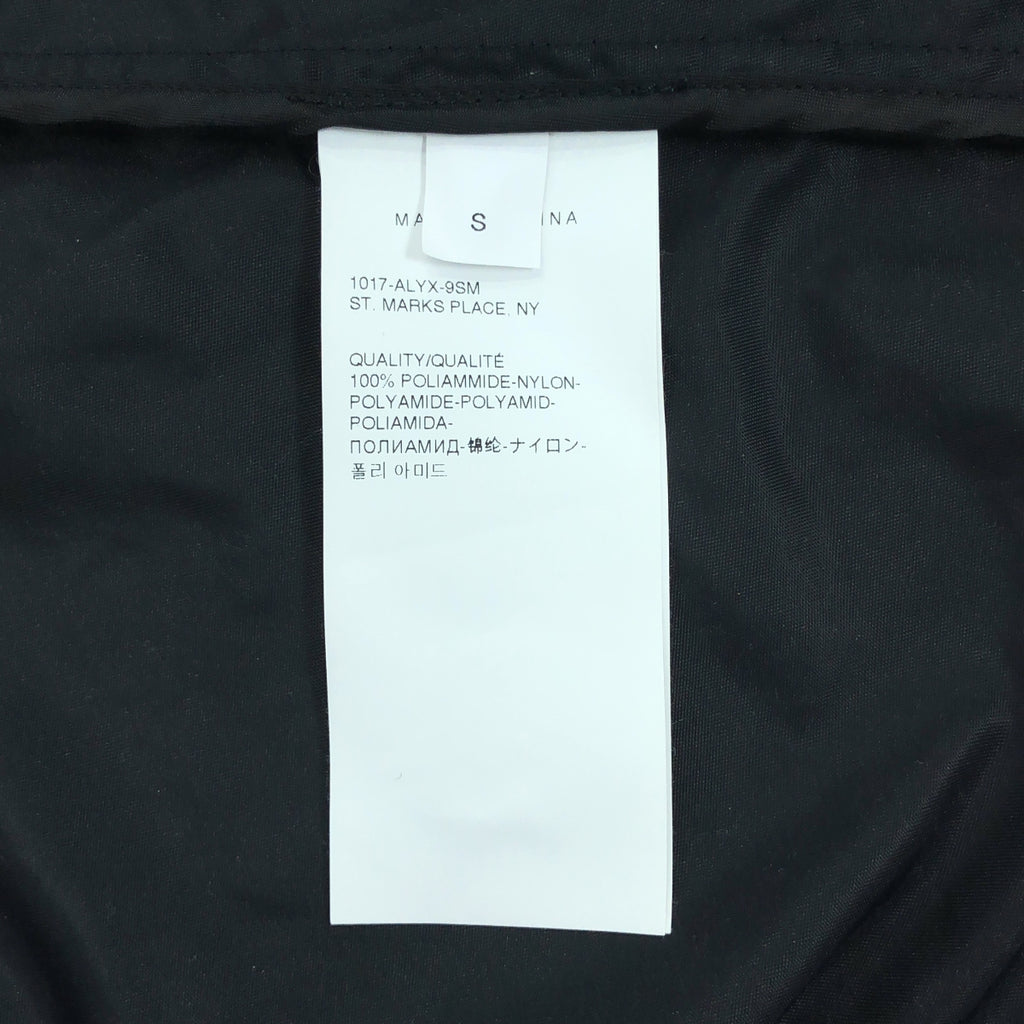 MA
S
INA
1017-ALYX-9SM
ST. MARKS PLACE, NY
QUALITY/QUALITÉ
100% POLIAMMIDE-NYLON-
POLYAMIDE-POLYAMID-
POLIAMIDA-
ПОЛИАМИД-锦纶-ナイロン-
폴리 아미드